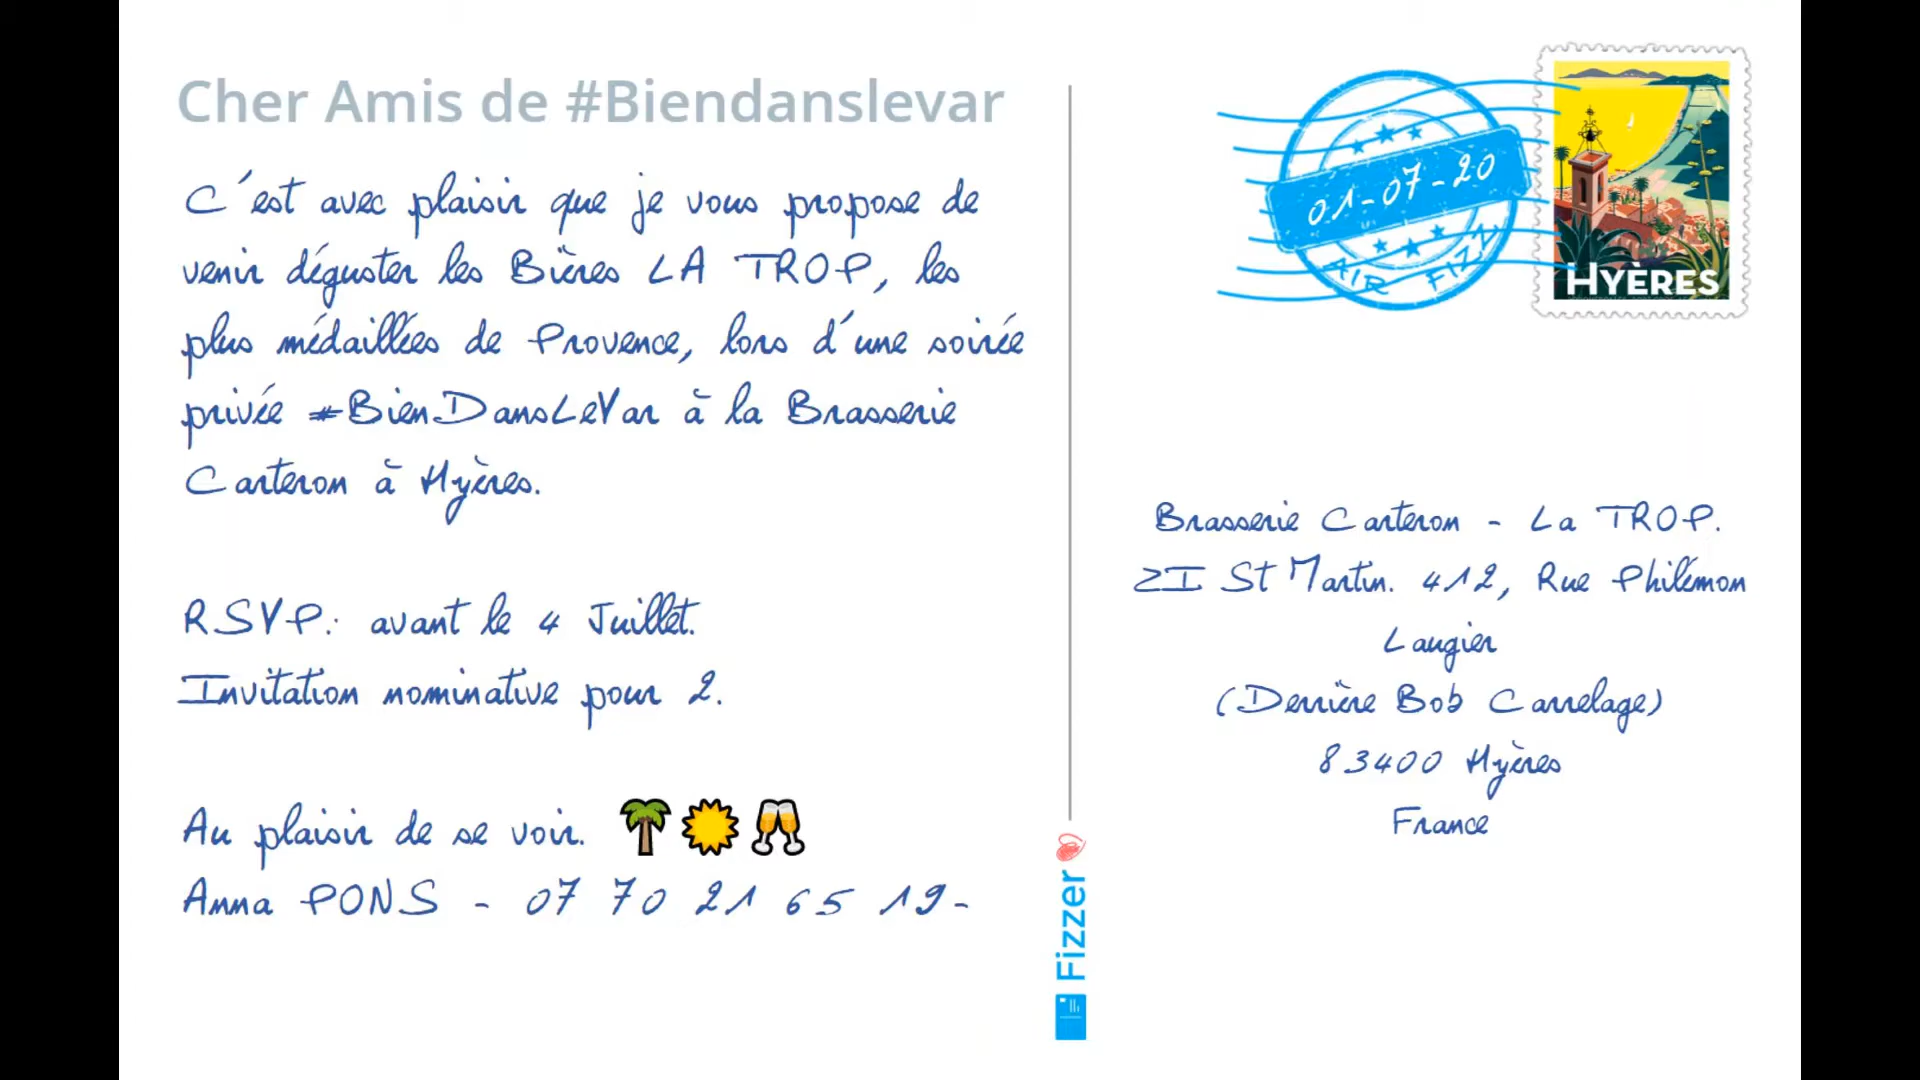 Cher Amis de #Biendanslevar
C'est avec plaisir que je vous propose de
venir déguster les Bières LA TROP, les
plus médaillées de Provence, lors d'une soirée
privée #BienDansLeVar à la Brasserie
Carteron à Hyères.
RSVP: avant le 4 Juillet.
Invitation nominative pour 2.
Au plaisir de se voir. 🌴☀️🥂
Anna PONS - 07 70 21 65 19-
Fizzer
01-07-20
AIR FIZZ
HYÈRES
Brasserie Carteron - La TROP.
ZI St Martin. 412, Rue Philémon
Laugier
(Derrière Bob Carrelage)
83400 Hyères
France